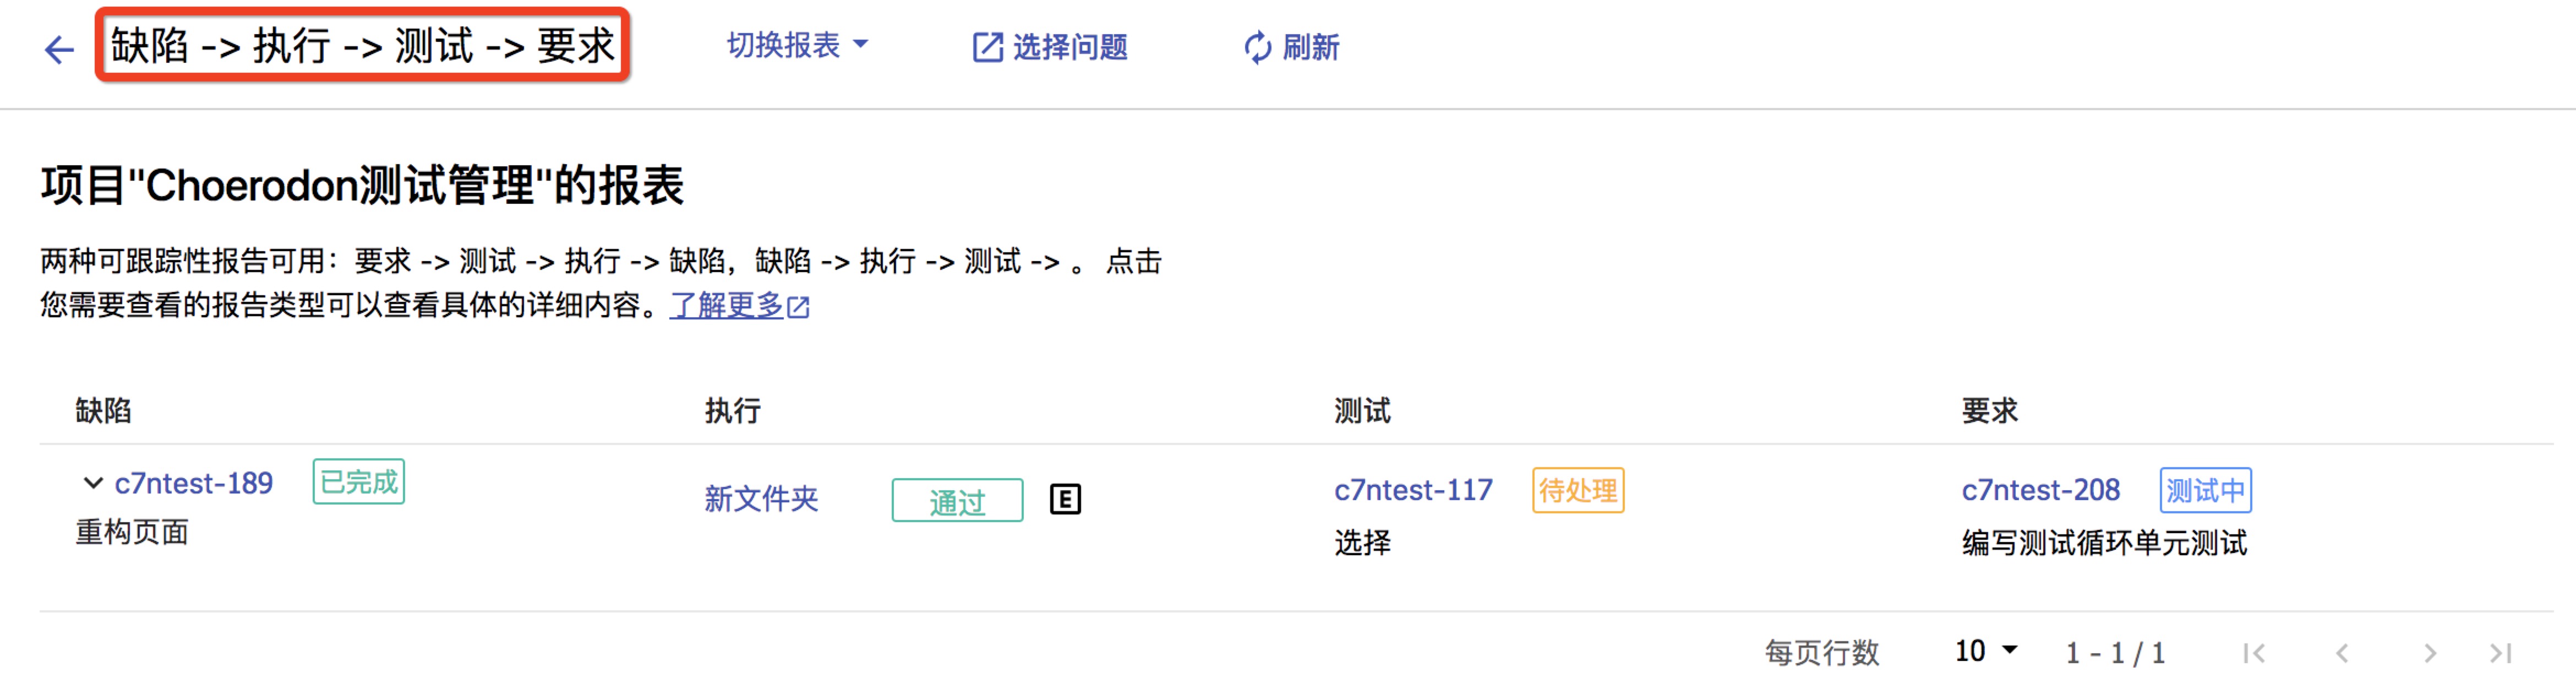 缺陷 -> 执行 -> 测试 -> 要求 切换报表 选择问题 刷新
项目"Choerodon测试管理"的报表
两种可跟踪性报告可用：要求 -> 测试 -> 执行 -> 缺陷，缺陷 -> 执行 -> 测试 -> 。 点击
您需要查看的报告类型可以查看具体的详细内容。了解更多
缺陷 执行 测试 要求
c7ntest-189 已完成 新文件夹 通过 E c7ntest-117 待处理 c7ntest-208 测试中
重构页面 选择 编写测试循环单元测试
每页行数 10 1 - 1 / 1